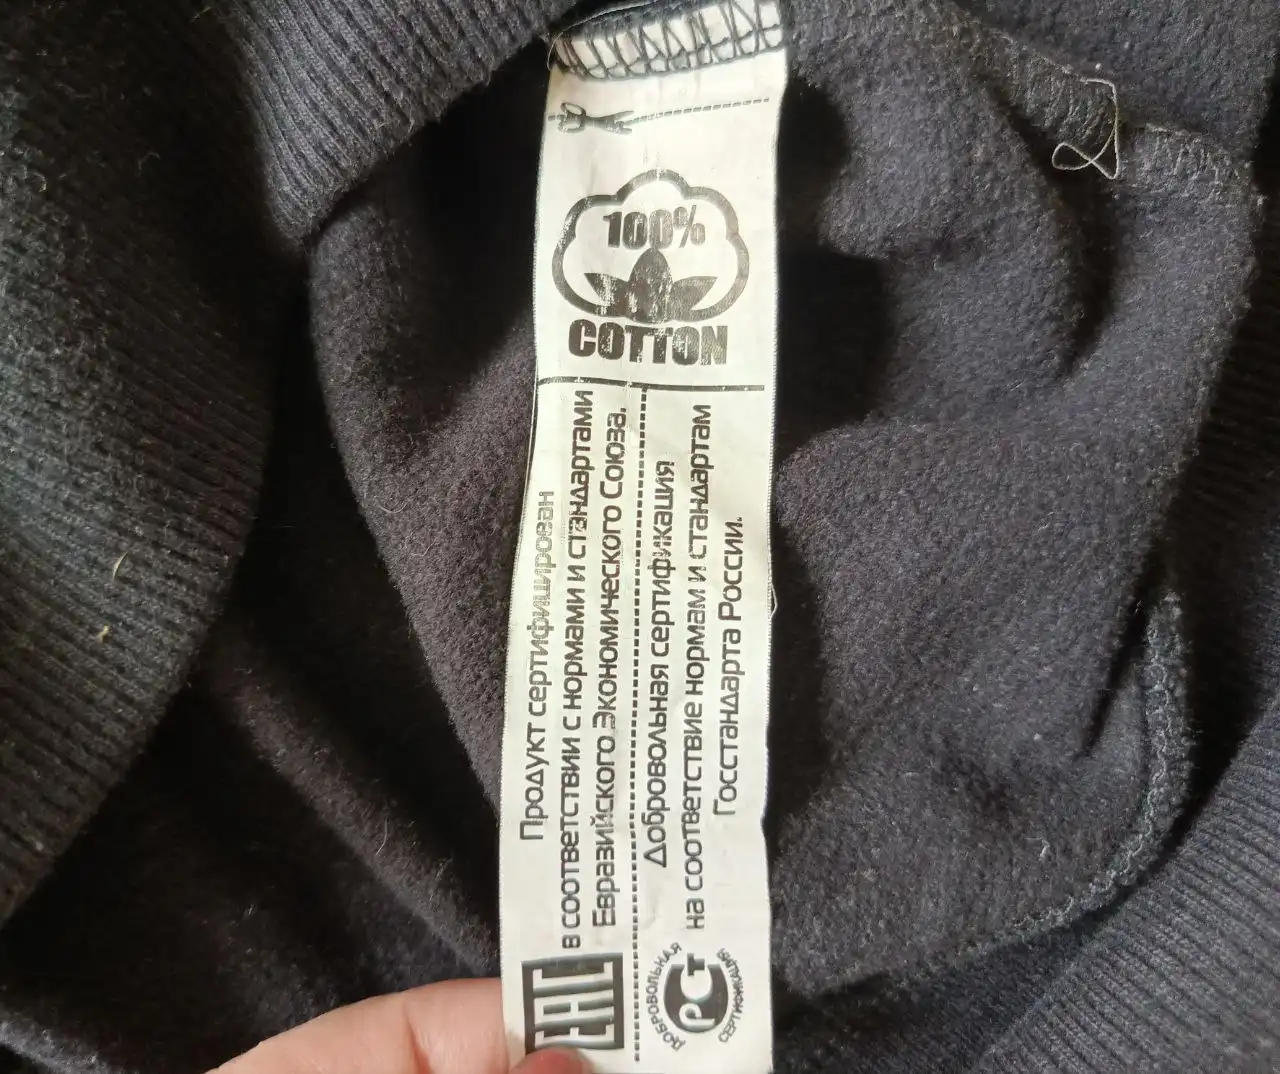 100%
COTTON
Продукт сертифицирован
в соответствии с нормами и стандартами
Евразийского Экономического Союза.
Добровольная сертификация
на соответствие нормам и стандартам
Госстандарта России.
ЕАС
ДОБРОВОЛЬНАЯ
РСТ
СЕРТИФИКАЦИЯ